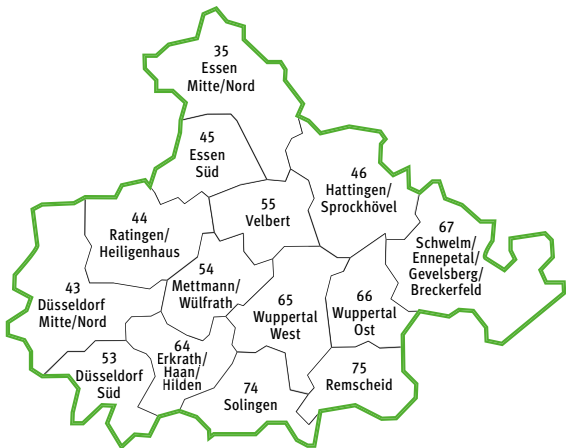 35
Essen
Mitte/Nord
45
Essen
Süd
46
Hattingen/
Sprockhövel
55
Velbert
44
Ratingen/
Heiligenhaus
67
Schwelm/
Ennepetal/
Gevelsberg/
Breckerfeld
54
Mettmann/
Wülfrath
43
Düsseldorf
Mitte/Nord
65
Wuppertal
West
66
Wuppertal
Ost
64
Erkrath/
Haan/
Hilden
53
Düsseldorf
Süd
74
Solingen
75
Remscheid